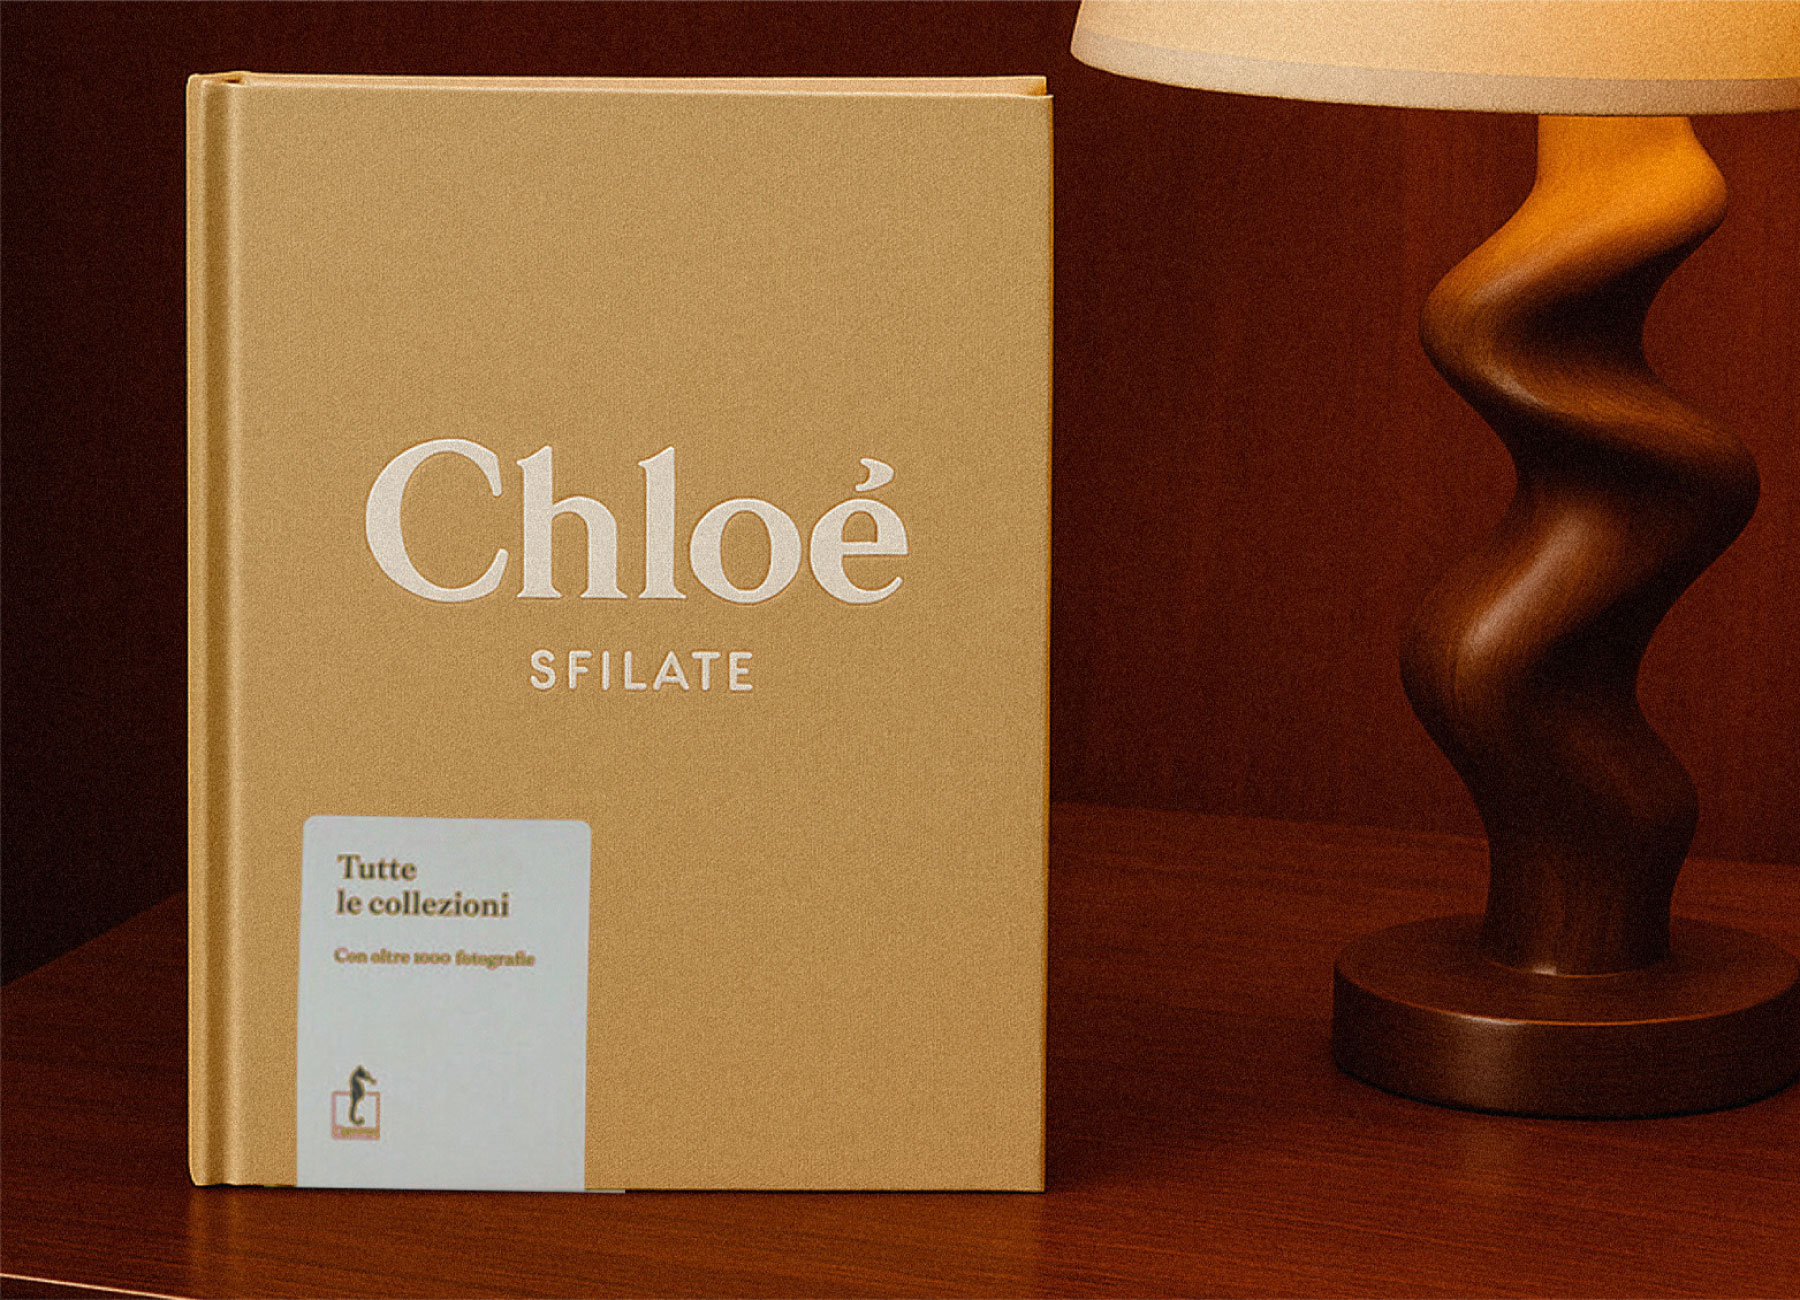 Chloé
SFILATE
Tutte
le collezioni
Con oltre 1000 fotografie